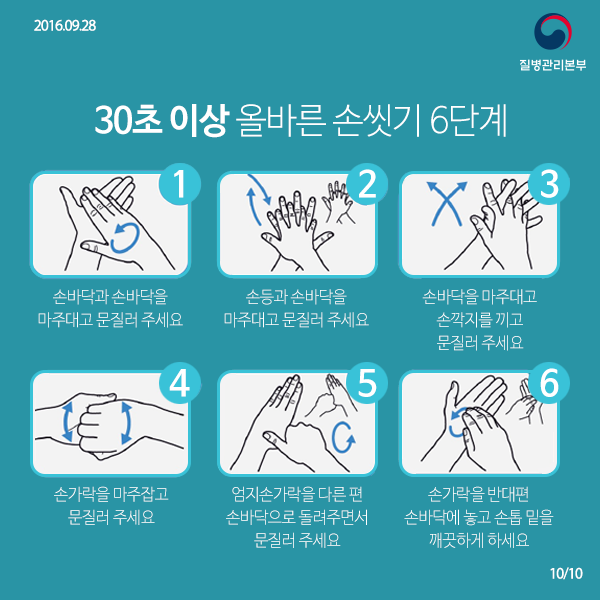 2016.09.28
질병관리본부
30초 이상 올바른 손씻기 6단계
1
손바닥과 손바닥을
마주대고 문질러 주세요
2
손등과 손바닥을
마주대고 문질러 주세요
3
손바닥을 마주대고
손깍지를 끼고
문질러 주세요
4
손가락을 마주잡고
문질러 주세요
5
엄지손가락을 다른 편
손바닥으로 돌려주면서
문질러 주세요
6
손가락을 반대편
손바닥에 놓고 손톱 밑을
깨끗하게 하세요
10/10